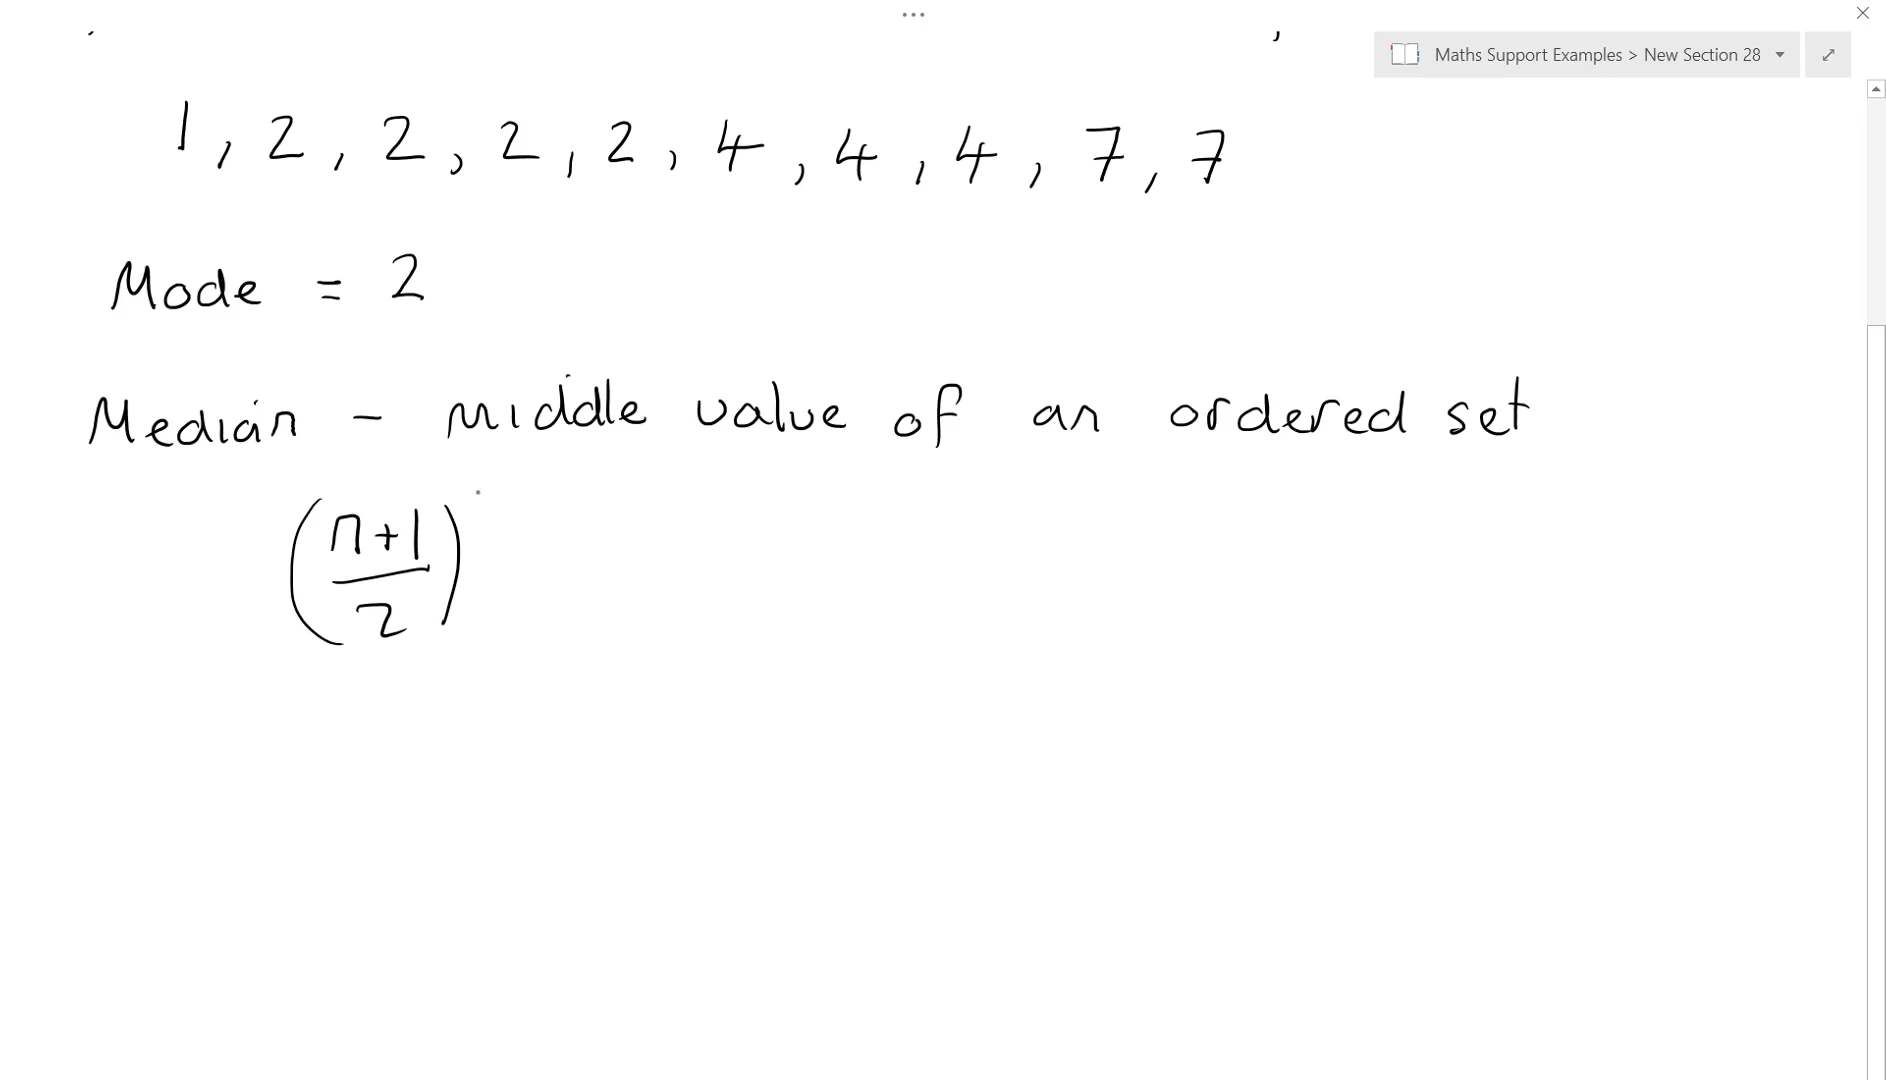 Maths Support Examples > New Section 28
1, 2, 2, 2, 2, 4, 4, 4, 7, 7
Mode = 2
Median - middle value of an ordered set
(n+1
2)